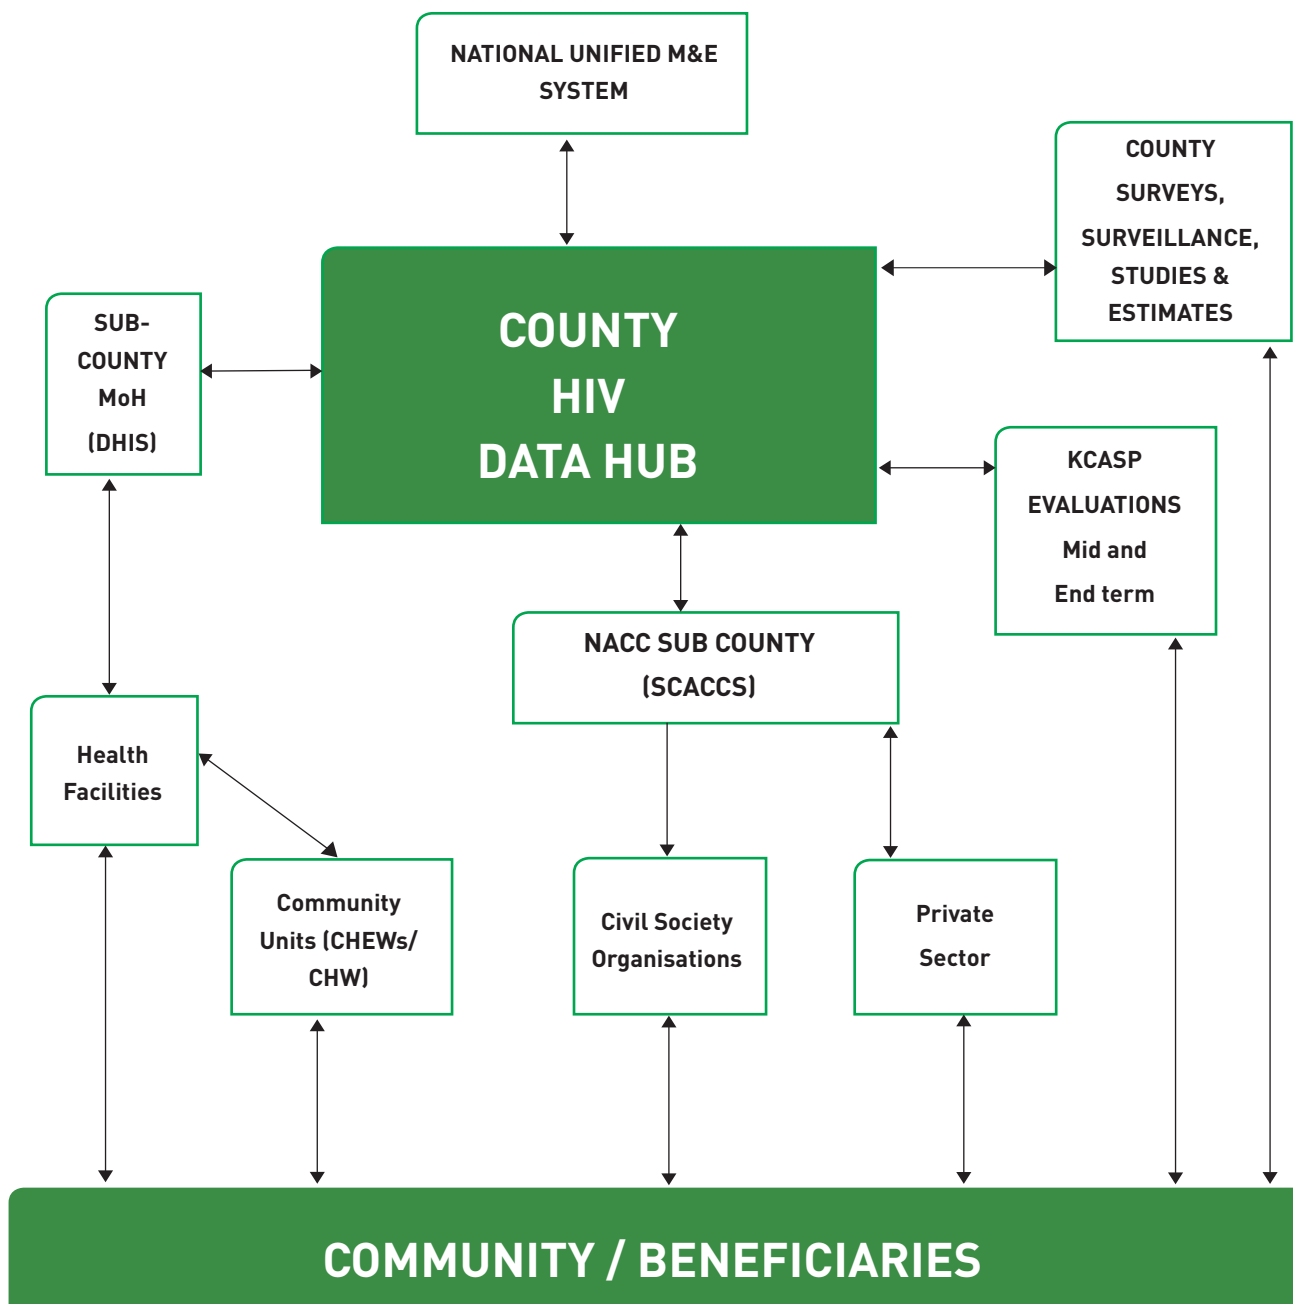 NATIONAL UNIFIED M&E
SYSTEM
COUNTY
SURVEYS,
SURVEILLANCE,
STUDIES &
ESTIMATES
COUNTY
HIV
DATA HUB
SUB-
COUNTY
MoH
(DHIS)
KCASP
EVALUATIONS
Mid and
End term
NACC SUB COUNTY
(SCACCS)
Health
Facilities
Community
Units (CHEWs/
CHW)
Civil Society
Organisations
Private
Sector
COMMUNITY / BENEFICIARIES